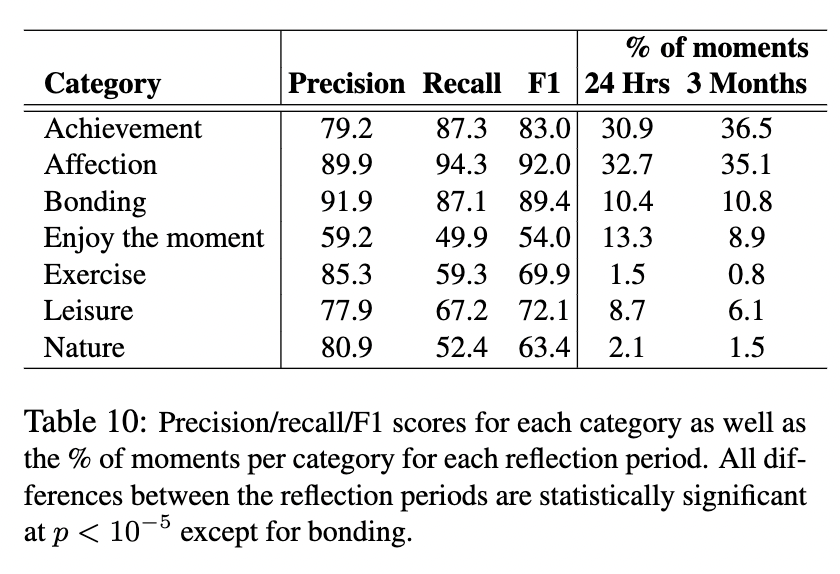 % of moments
Category Precision Recall F1 24 Hrs 3 Months
Achievement 79.2 87.3 83.0 30.9 36.5
Affection 89.9 94.3 92.0 32.7 35.1
Bonding 91.9 87.1 89.4 10.4 10.8
Enjoy the moment 59.2 49.9 54.0 13.3 8.9
Exercise 85.3 59.3 69.9 1.5 0.8
Leisure 77.9 67.2 72.1 8.7 6.1
Nature 80.9 52.4 63.4 2.1 1.5
Table 10: Precision/recall/F1 scores for each category as well as
the % of moments per category for each reflection period. All dif-
ferences between the reflection periods are statistically significant
at p < 10⁻⁵ except for bonding.